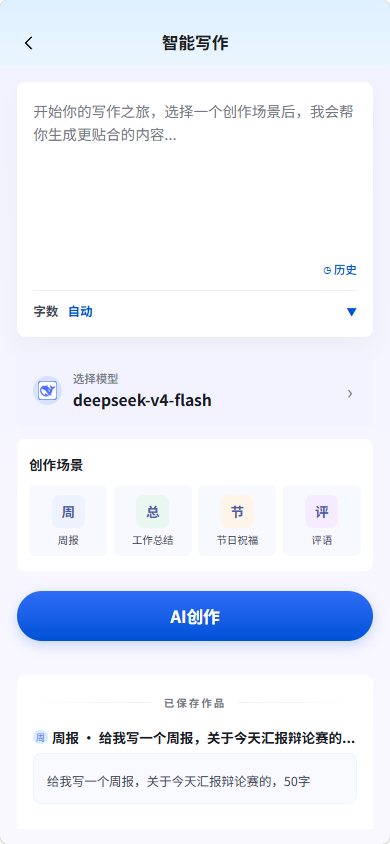 智能写作
开始你的写作之旅，选择一个创作场景后，我会帮
你生成更贴合的内容...
历史
字数 自动
选择模型
deepseek-v4-flash
创作场景
周 总 节 评
周报 工作总结 节日祝福 评语
AI创作
已保存作品
周 周报 · 给我写一个周报，关于今天汇报辩论赛的...
给我写一个周报，关于今天汇报辩论赛的，50字